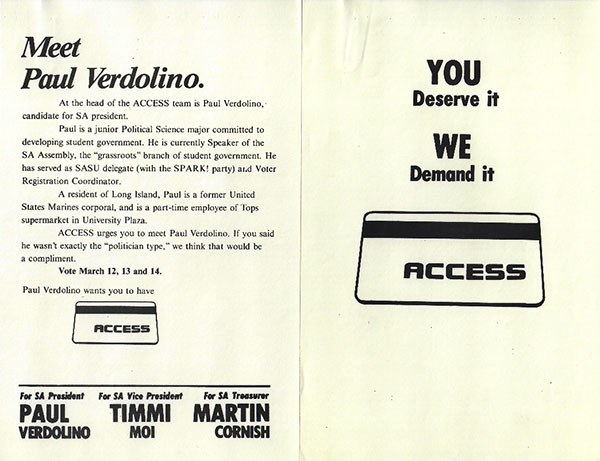 Meet
Paul Verdolino.
At the head of the ACCESS team is Paul Verdolino,
candidate for SA president.
Paul is a junior Political Science major committed to
developing student government. He is currently Speaker of the
SA Assembly, the "grassroots" branch of student government. He
has served as SASU delegate (with the SPARK! party) and Voter
Registration Coordinator.
A resident of Long Island, Paul is a former United
States Marines corporal, and is a part-time employee of Tops
supermarket in University Plaza.
ACCESS urges you to meet Paul Verdolino. If you said
he wasn't exactly the "politician type," we think that would be
a compliment.
Vote March 12, 13 and 14.
Paul Verdolino wants you to have
ACCESS
For SA President
PAUL
VERDOLINO
For SA Vice President
TIMMI
MOI
For SA Treasurer
MARTIN
CORNISH
YOU
Deserve it
WE
Demand it
ACCESS